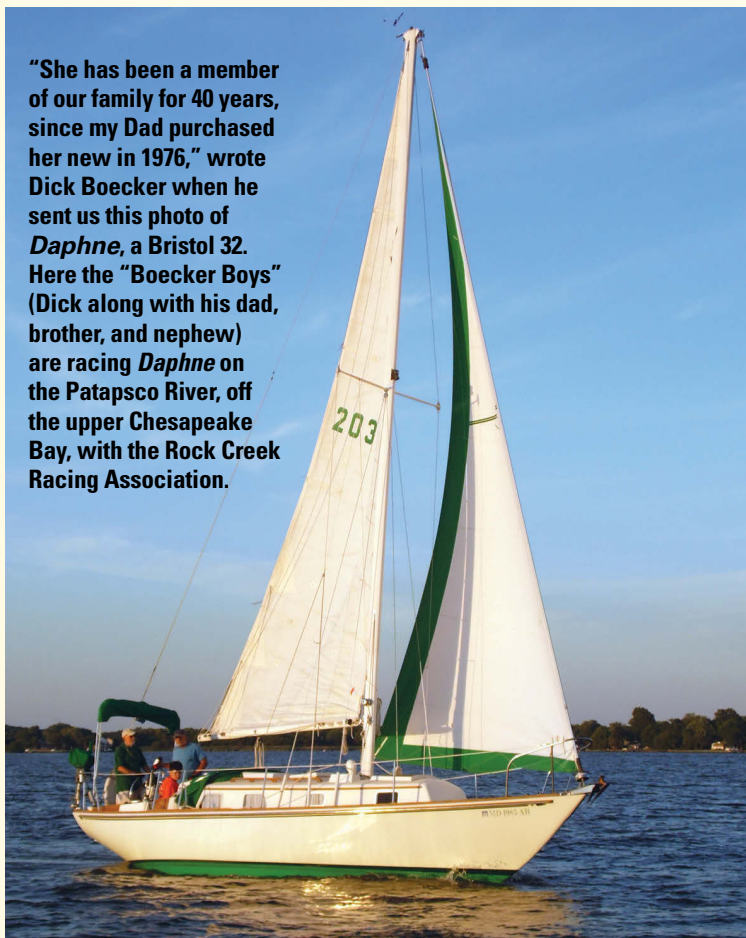 “She has been a member
of our family for 40 years,
since my Dad purchased
her new in 1976,” wrote
Dick Boecker when he
sent us this photo of
Daphne, a Bristol 32.
Here the “Boecker Boys”
(Dick along with his dad,
brother, and nephew)
are racing Daphne on
the Patapsco River, off
the upper Chesapeake
Bay, with the Rock Creek
Racing Association.
203
MD 1985 AH